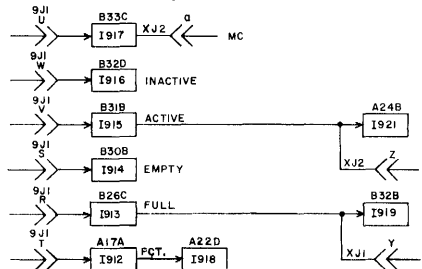 9J1
U
B33C
I917
XJ2
a
MC
9J1
W
B32D
I916
INACTIVE
9J1
V
B31B
I915
ACTIVE
A24B
I921
XJ2
Z
9J1
S
B30B
I914
EMPTY
9J1
R
B26C
I913
FULL
B32B
I919
XJ1
Y
9J1
T
A17A
I912
PCT.
A22D
I918